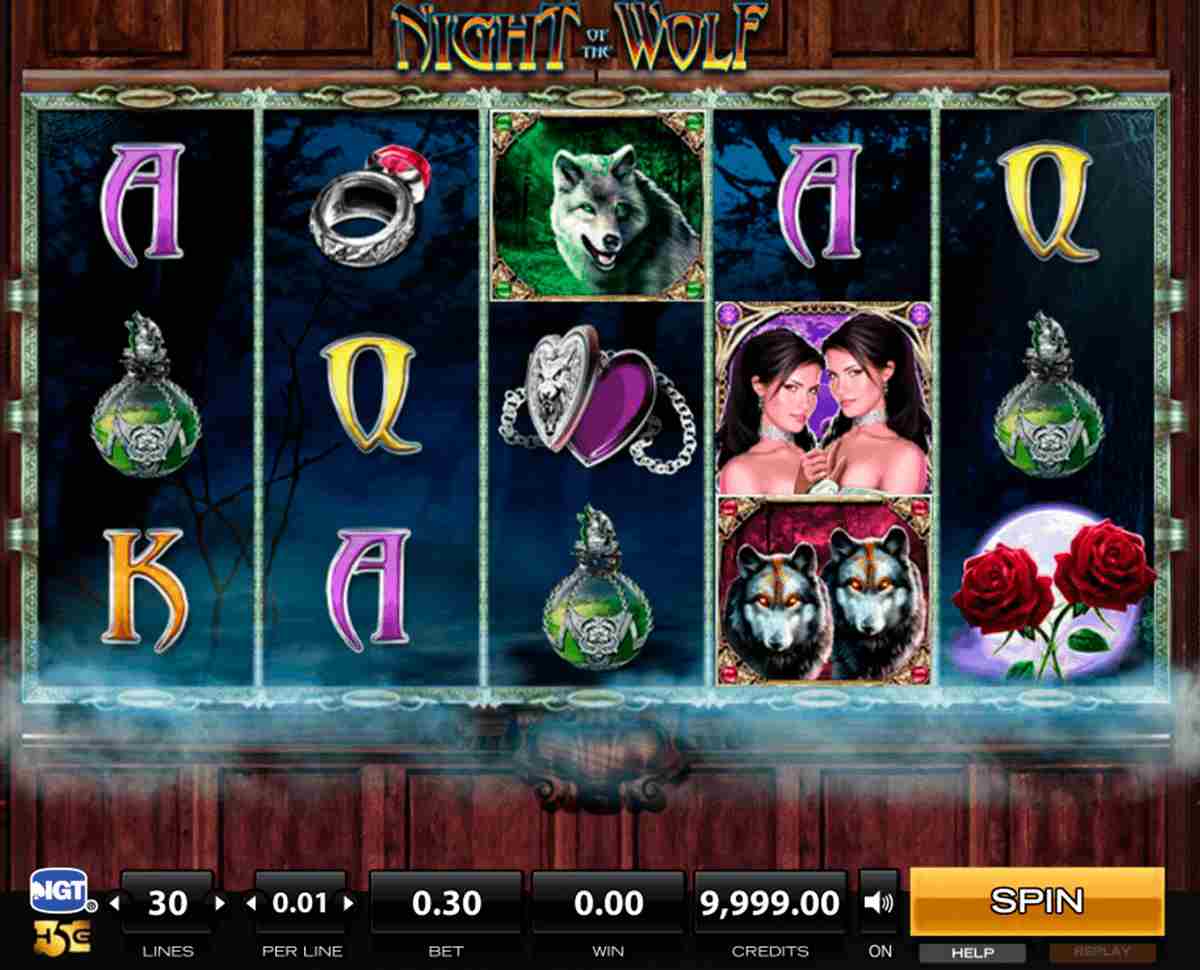 NIGHT OF THE WOLF
A A Q
Q
K A
IGT®
H5G
30 0.01 0.30 0.00 9,999.00 SPIN
LINES PER LINE BET WIN CREDITS ON HELP REPLAY